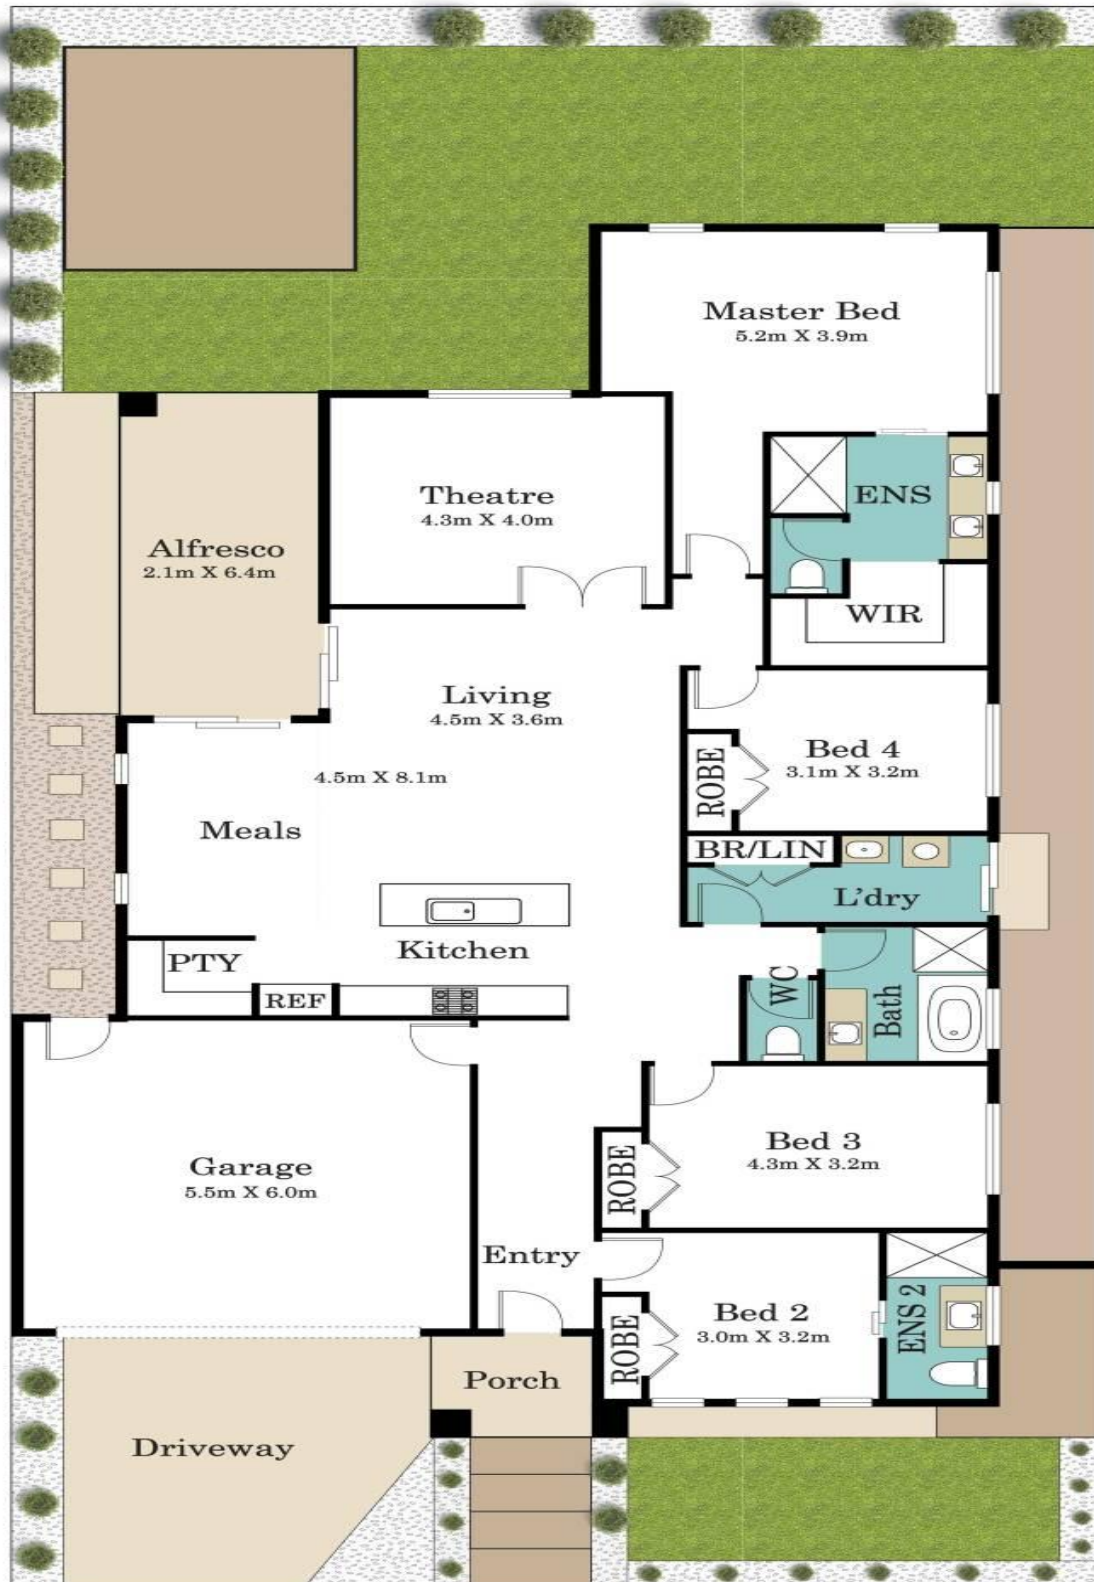 Master Bed
5.2m X 3.9m
Theatre
4.3m X 4.0m
ENS
Alfresco
2.1m X 6.4m
WIR
Living
4.5m X 3.6m
Bed 4
3.1m X 3.2m
ROBE
4.5m X 8.1m
Meals
BR/LIN
L'dry
Kitchen
PTY
REF
WC
Bath
Garage
5.5m X 6.0m
Bed 3
4.3m X 3.2m
ROBE
Entry
Bed 2
3.0m X 3.2m
ROBE
ENS 2
Porch
Driveway